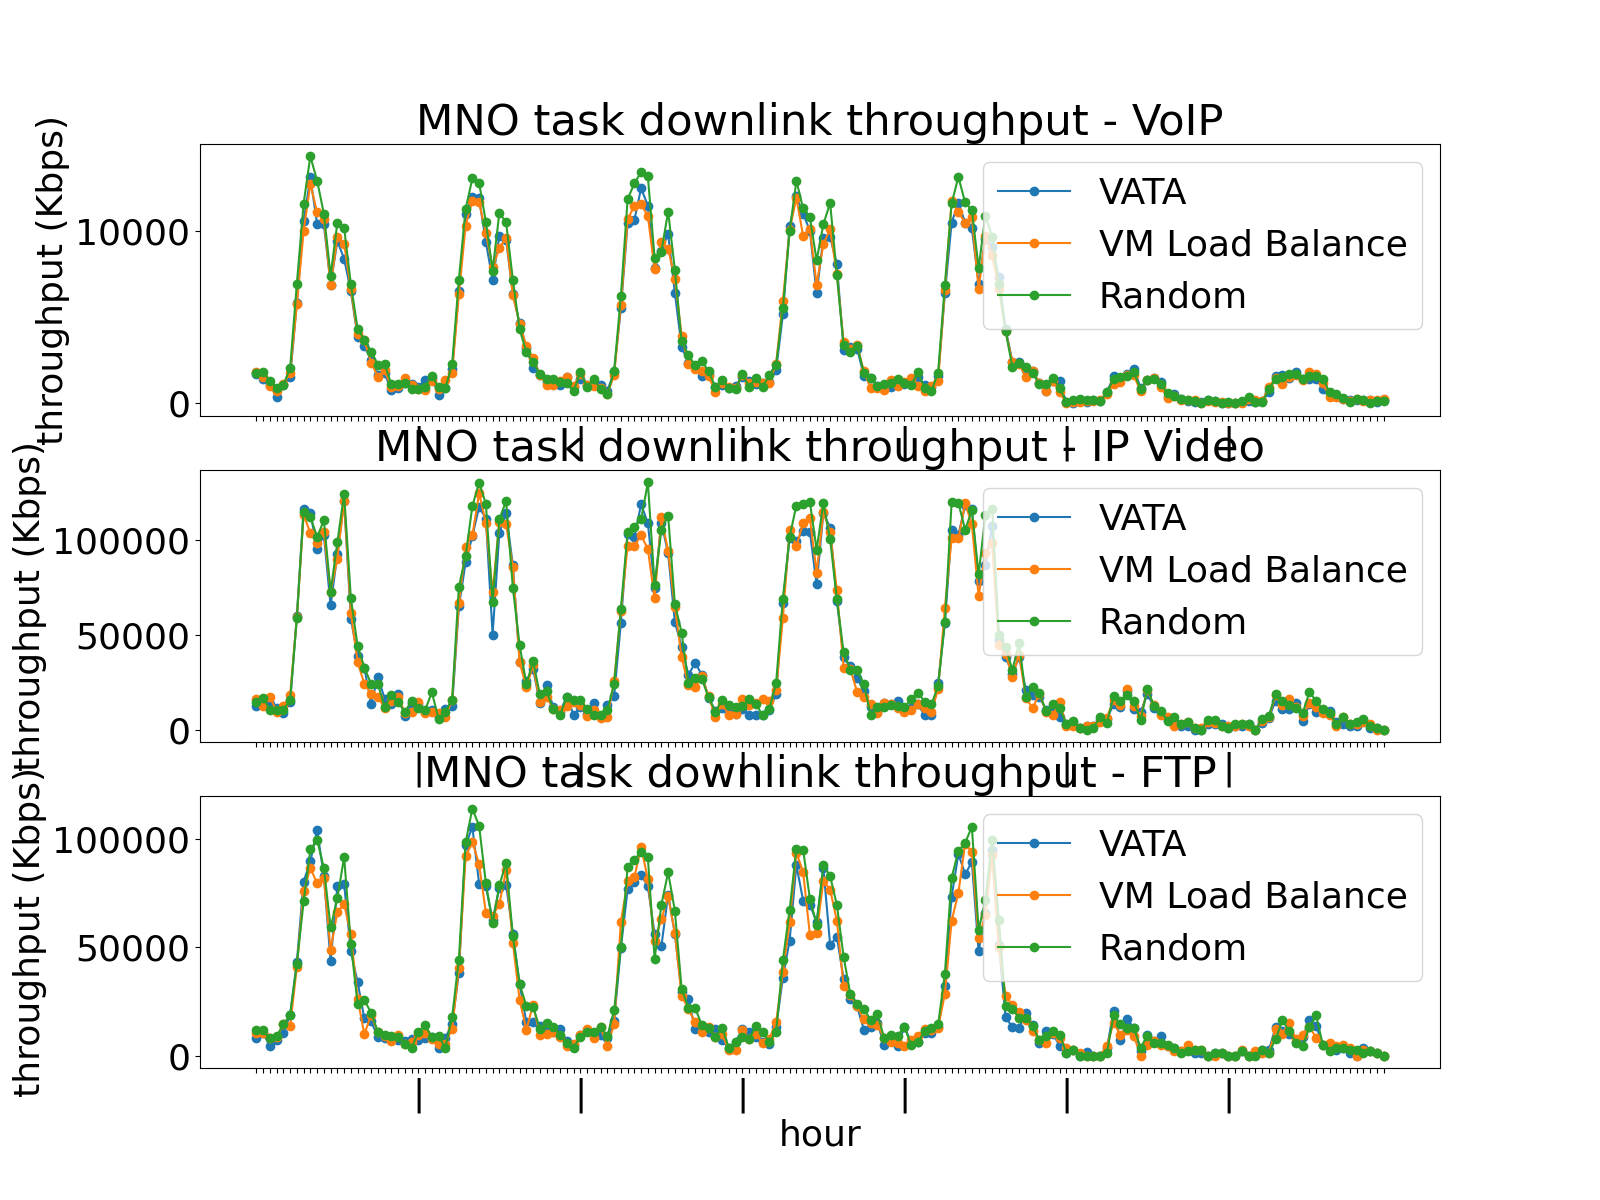 MNO task downlink throughput - VoIP
throughput (Kbps)
10000
0
VATA
VM Load Balance
Random
MNO task downlink throughput - IP Video
throughput (Kbps)
100000
50000
0
VATA
VM Load Balance
Random
MNO task downlink throughput - FTP
throughput (Kbps)
100000
50000
0
VATA
VM Load Balance
Random
| | | | | |
hour